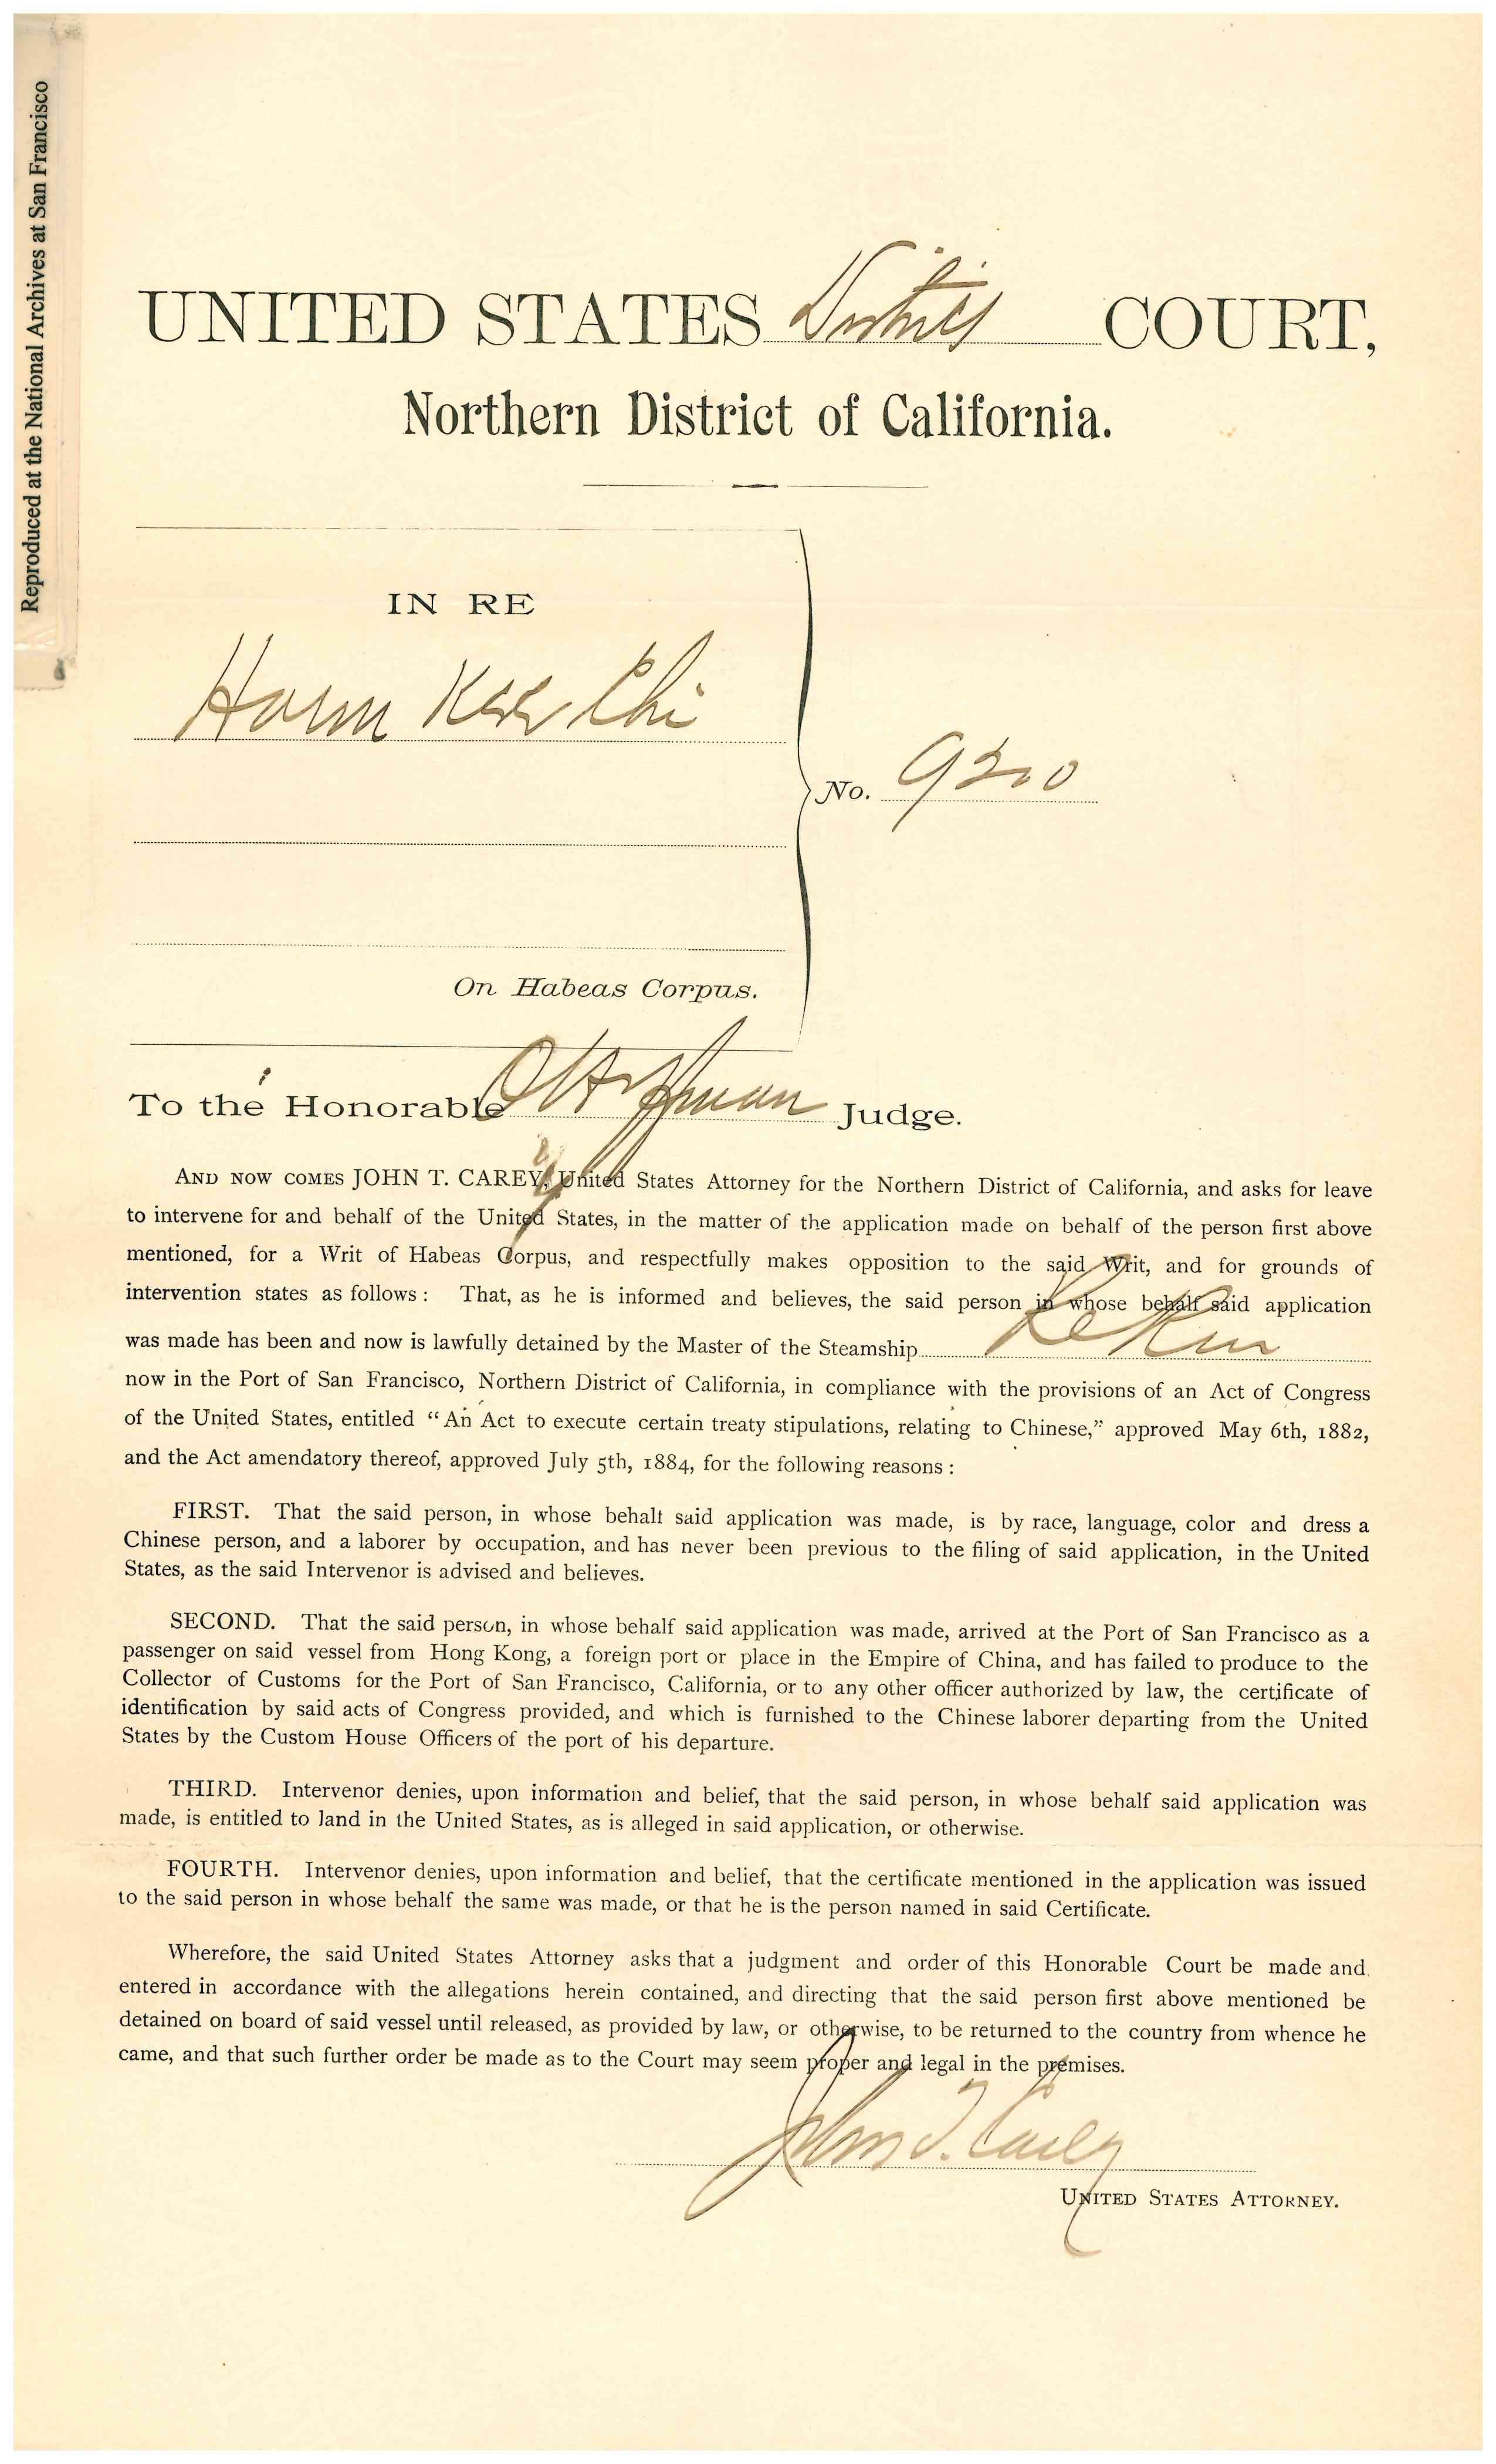 Reproduced at the National Archives at San Francisco
UNITED STATES District COURT,
Northern District of California.
IN RE
Haum Kee Chi
No. 9200
On Habeas Corpus.
To the Honorable O Hoffman Judge.
AND NOW COMES JOHN T. CAREY, United States Attorney for the Northern District of California, and asks for leave
to intervene for and behalf of the United States, in the matter of the application made on behalf of the person first above
mentioned, for a Writ of Habeas Corpus, and respectfully makes opposition to the said Writ, and for grounds of
intervention states as follows : That, as he is informed and believes, the said person in whose behalf said application
was made has been and now is lawfully detained by the Master of the Steamship Pekin
now in the Port of San Francisco, Northern District of California, in compliance with the provisions of an Act of Congress
of the United States, entitled “An Act to execute certain treaty stipulations, relating to Chinese,” approved May 6th, 1882,
and the Act amendatory thereof, approved July 5th, 1884, for the following reasons :
FIRST. That the said person, in whose behalf said application was made, is by race, language, color and dress a
Chinese person, and a laborer by occupation, and has never been previous to the filing of said application, in the United
States, as the said Intervenor is advised and believes.
SECOND. That the said person, in whose behalf said application was made, arrived at the Port of San Francisco as a
passenger on said vessel from Hong Kong, a foreign port or place in the Empire of China, and has failed to produce to the
Collector of Customs for the Port of San Francisco, California, or to any other officer authorized by law, the certificate of
identification by said acts of Congress provided, and which is furnished to the Chinese laborer departing from the United
States by the Custom House Officers of the port of his departure.
THIRD. Intervenor denies, upon information and belief, that the said person, in whose behalf said application was
made, is entitled to land in the United States, as is alleged in said application, or otherwise.
FOURTH. Intervenor denies, upon information and belief, that the certificate mentioned in the application was issued
to the said person in whose behalf the same was made, or that he is the person named in said Certificate.
Wherefore, the said United States Attorney asks that a judgment and order of this Honorable Court be made and
entered in accordance with the allegations herein contained, and directing that the said person first above mentioned be
detained on board of said vessel until released, as provided by law, or otherwise, to be returned to the country from whence he
came, and that such further order be made as to the Court may seem proper and legal in the premises.
John T. Carey
UNITED STATES ATTORNEY.